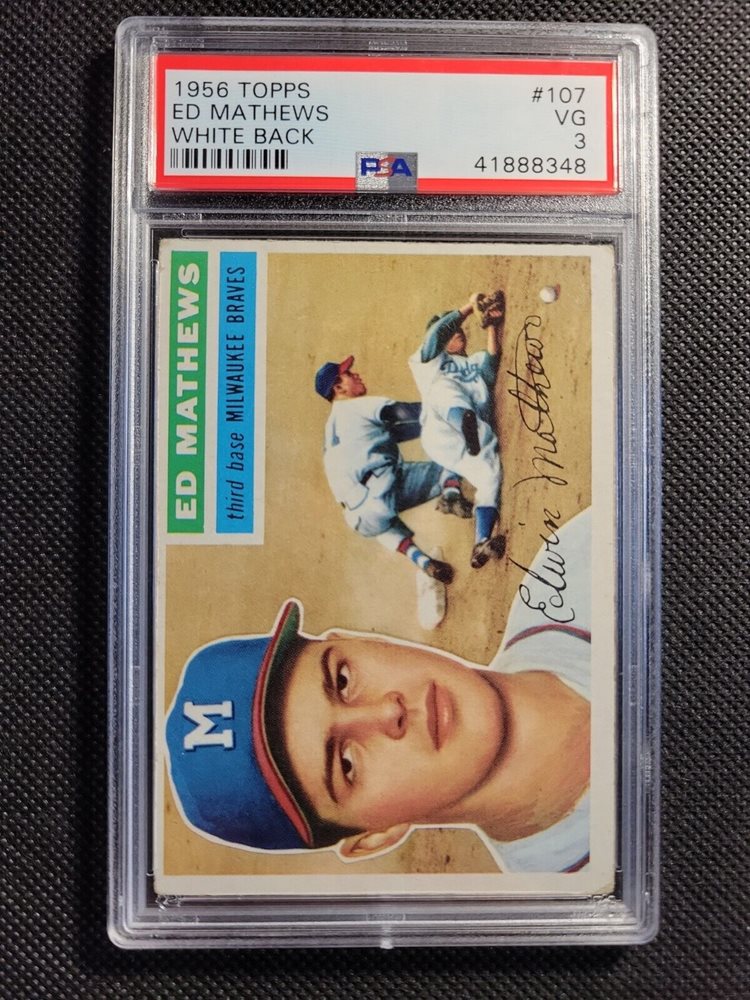 1956 TOPPS #107
ED MATHEWS VG
WHITE BACK 3
PSA 41888348
ED MATHEWS
third base MILWAUKEE BRAVES
M
Edwin Mathews